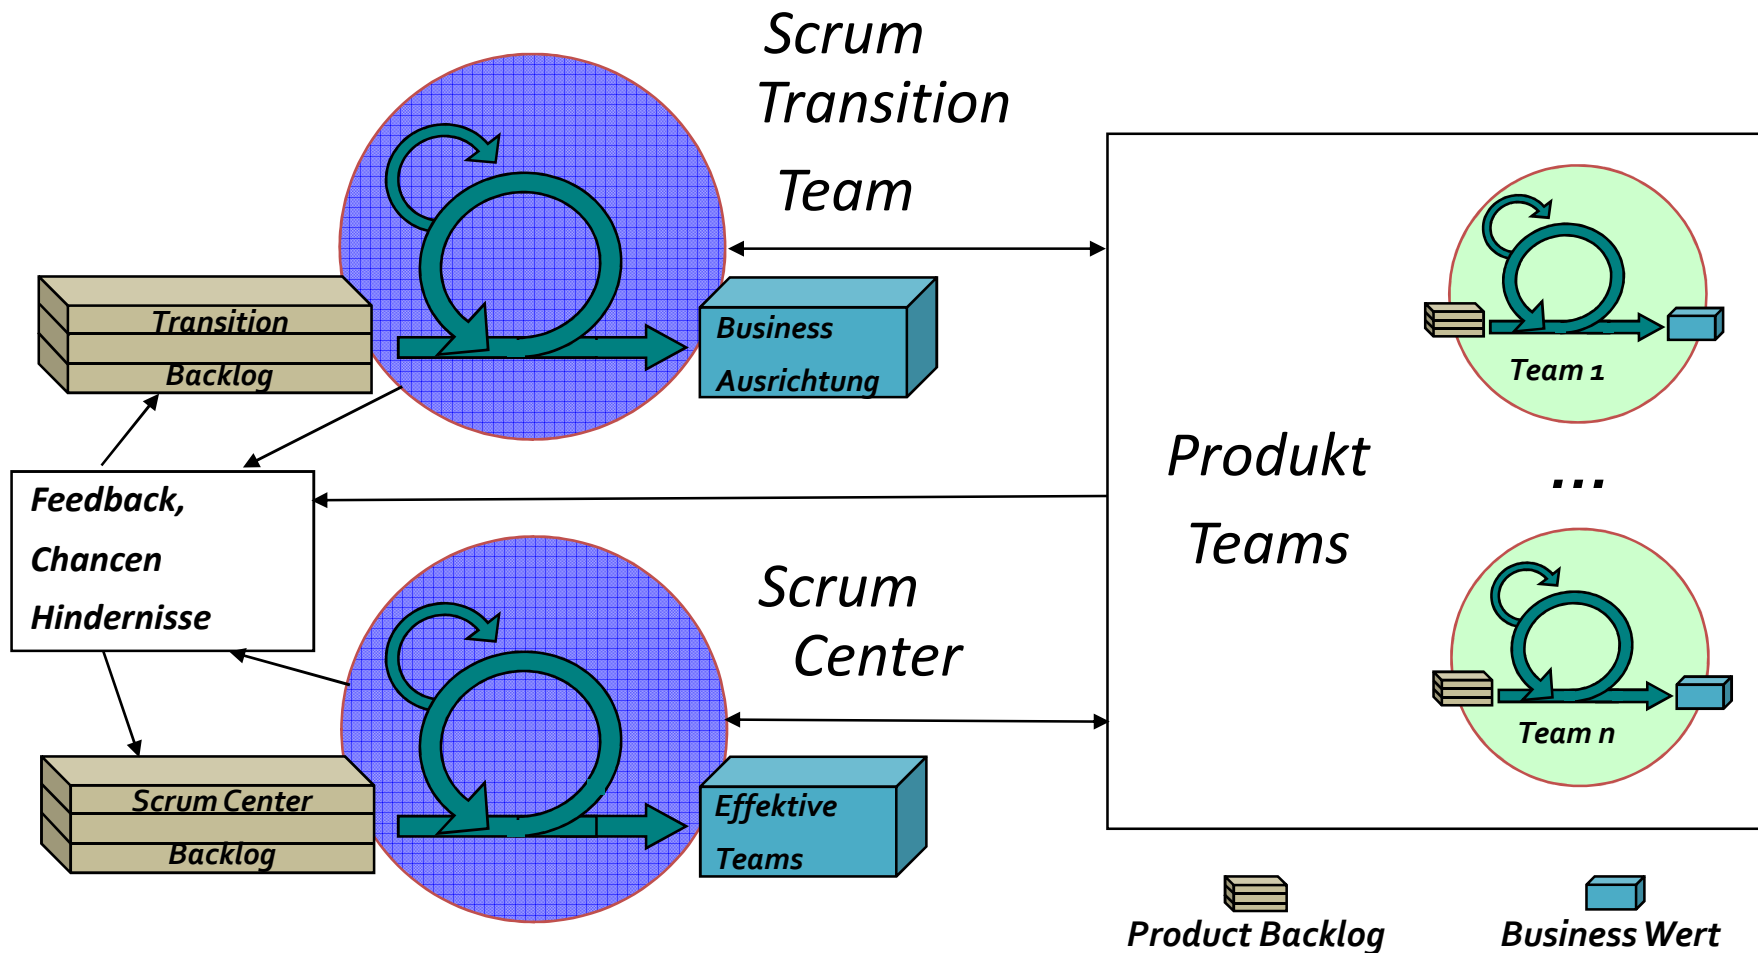 Scrum
Transition
Team
Transition
Backlog
Business
Ausrichtung
Feedback,
Chancen
Hindernisse
Scrum
Center
Scrum Center
Backlog
Effektive
Teams
Produkt
Teams
Team 1
...
Team n
Product Backlog
Business Wert